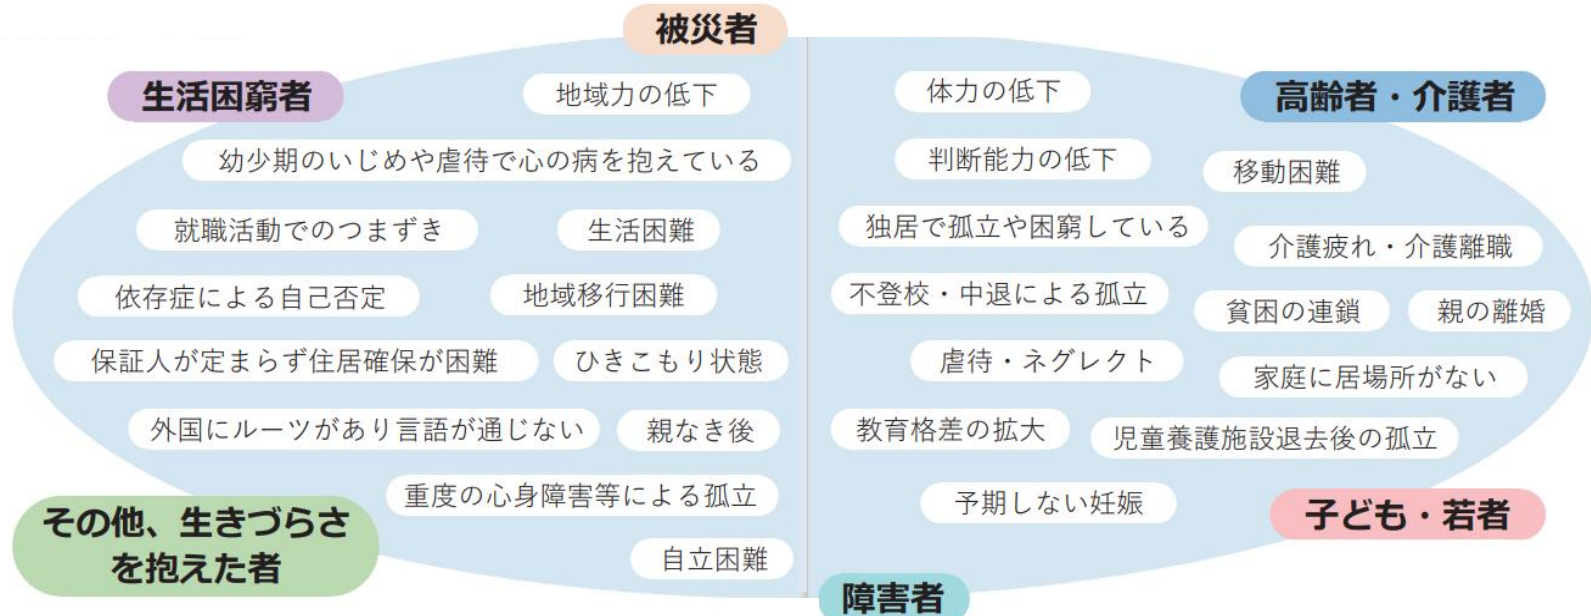 被災者
生活困窮者
地域力の低下
幼少期のいじめや虐待で心の病を抱えている
就職活動でのつまずき
生活困難
依存症による自己否定
地域移行困難
保証人が定まらず住居確保が困難
ひきこもり状態
外国にルーツがあり言語が通じない
親なき後
重度の心身障害等による孤立
その他、生きづらさ
を抱えた者
自立困難
体力の低下
高齢者・介護者
判断能力の低下
移動困難
独居で孤立や困窮している
介護疲れ・介護離職
不登校・中退による孤立
貧困の連鎖
親の離婚
虐待・ネグレクト
家庭に居場所がない
教育格差の拡大
児童養護施設退去後の孤立
予期しない妊娠
子ども・若者
障害者